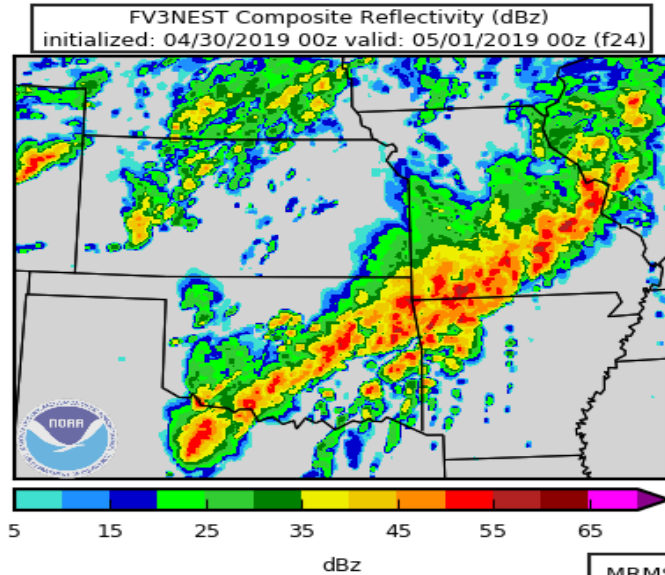 FV3NEST Composite Reflectivity (dBz)
initialized: 04/30/2019 00z valid: 05/01/2019 00z (f24)
NOAA
5 15 25 35 45 55 65
dBz